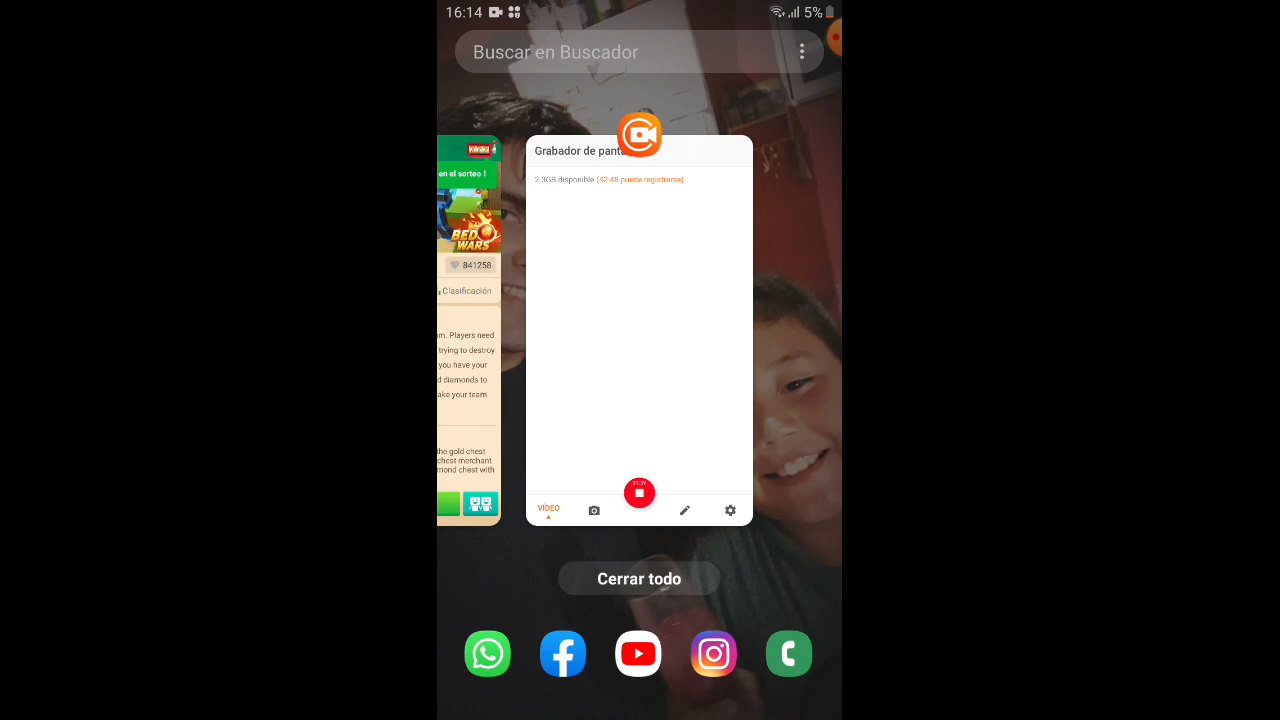 16:14
5%
Buscar en Buscador
en el sorteo !
BED
WARS
841258
Clasificación
m. Players need
trying to destroy
you have your
d diamonds to
ake your team
the gold chest
chest merchant
mond chest with
Grabador de panta
2.3GB disponible (42:48 puede registrarse)
01:39
VÍDEO
Cerrar todo